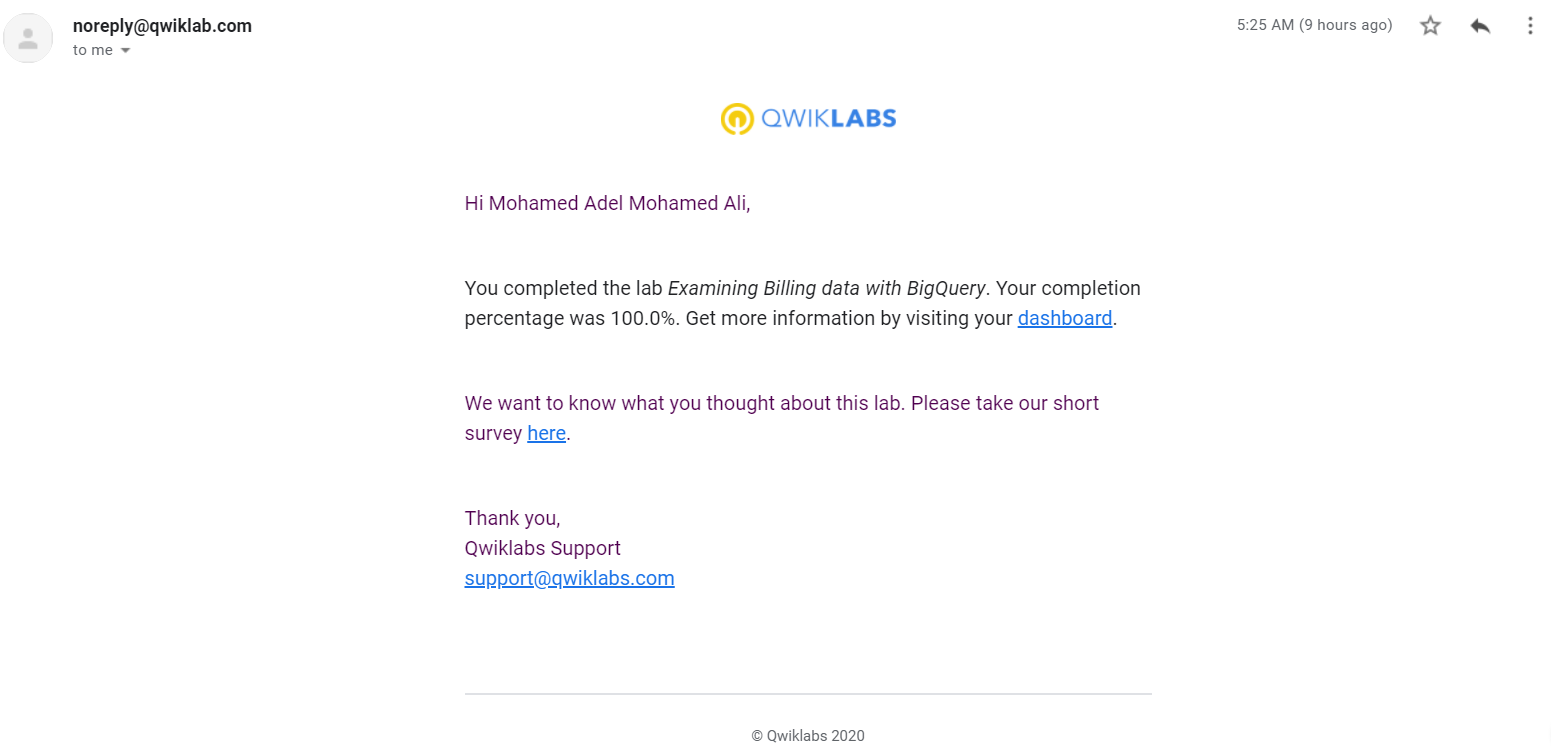 noreply@qwiklab.com
5:25 AM (9 hours ago)
to me
QWIKLABS
Hi Mohamed Adel Mohamed Ali,
You completed the lab Examining Billing data with BigQuery. Your completion
percentage was 100.0%. Get more information by visiting your dashboard.
We want to know what you thought about this lab. Please take our short
survey here.
Thank you,
Qwiklabs Support
support@qwiklabs.com
© Qwiklabs 2020